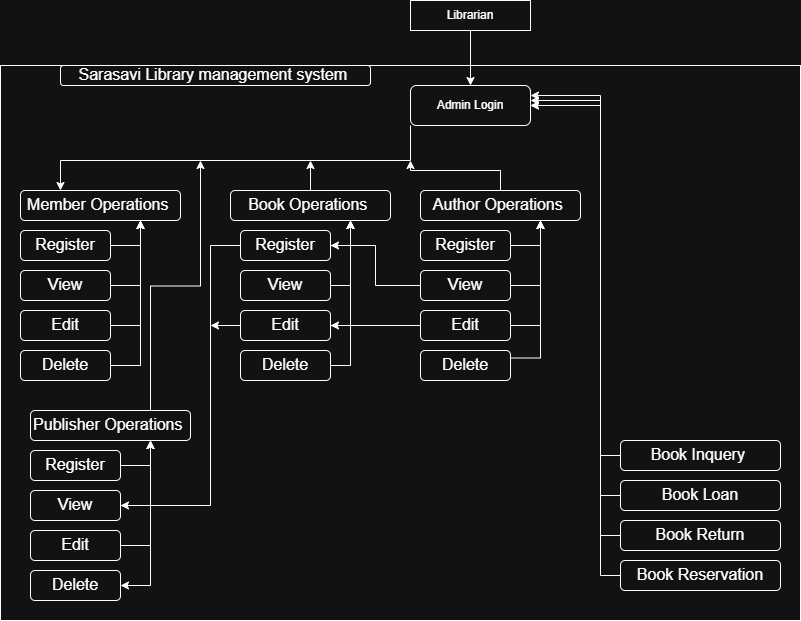 Librarian
Sarasavi Library management system
Admin Login
Member Operations
Register
View
Edit
Delete
Book Operations
Register
View
Edit
Delete
Author Operations
Register
View
Edit
Delete
Publisher Operations
Register
View
Edit
Delete
Book Inquery
Book Loan
Book Return
Book Reservation